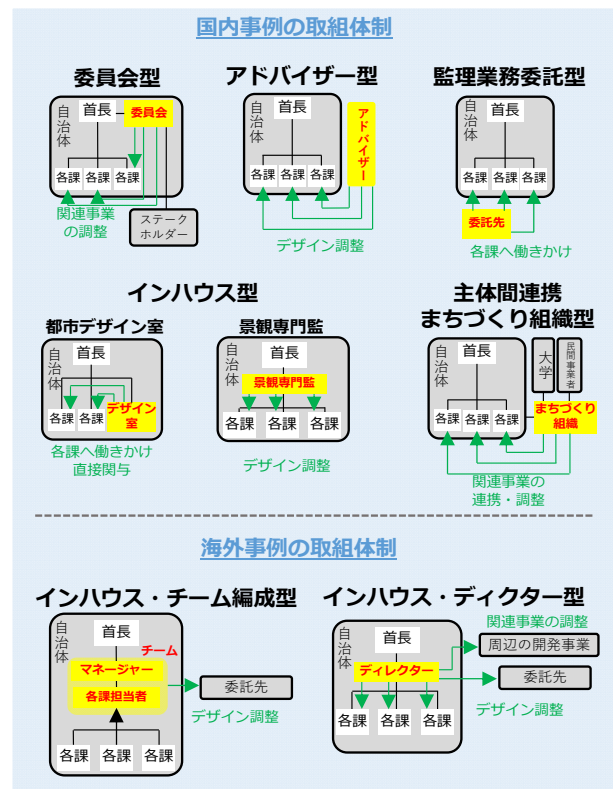 国内事例の取組体制
委員会型
自治体
首長
委員会
各課
各課
各課
関連事業
の調整
ステーク
ホルダー
アドバイザー型
自治体
首長
アドバイザー
各課
各課
各課
デザイン調整
監理業務委託型
自治体
首長
各課
各課
各課
委託先
各課へ働きかけ
インハウス型
都市デザイン室
自治体
首長
各課
各課
デザイン
室
各課へ働きかけ
直接関与
景観専門監
自治体
首長
景観専門監
各課
各課
各課
デザイン調整
主体間連携
まちづくり組織型
自治体
首長
大学
民間事業者
各課
各課
各課
まちづくり
組織
関連事業の
連携・調整
海外事例の取組体制
インハウス・チーム編成型
自治体
首長
チーム
マネージャー
各課担当者
各課
各課
各課
委託先
デザイン調整
インハウス・ディクター型
自治体
首長
関連事業の調整
周辺の開発事業
ディレクター
委託先
各課
各課
各課
デザイン調整